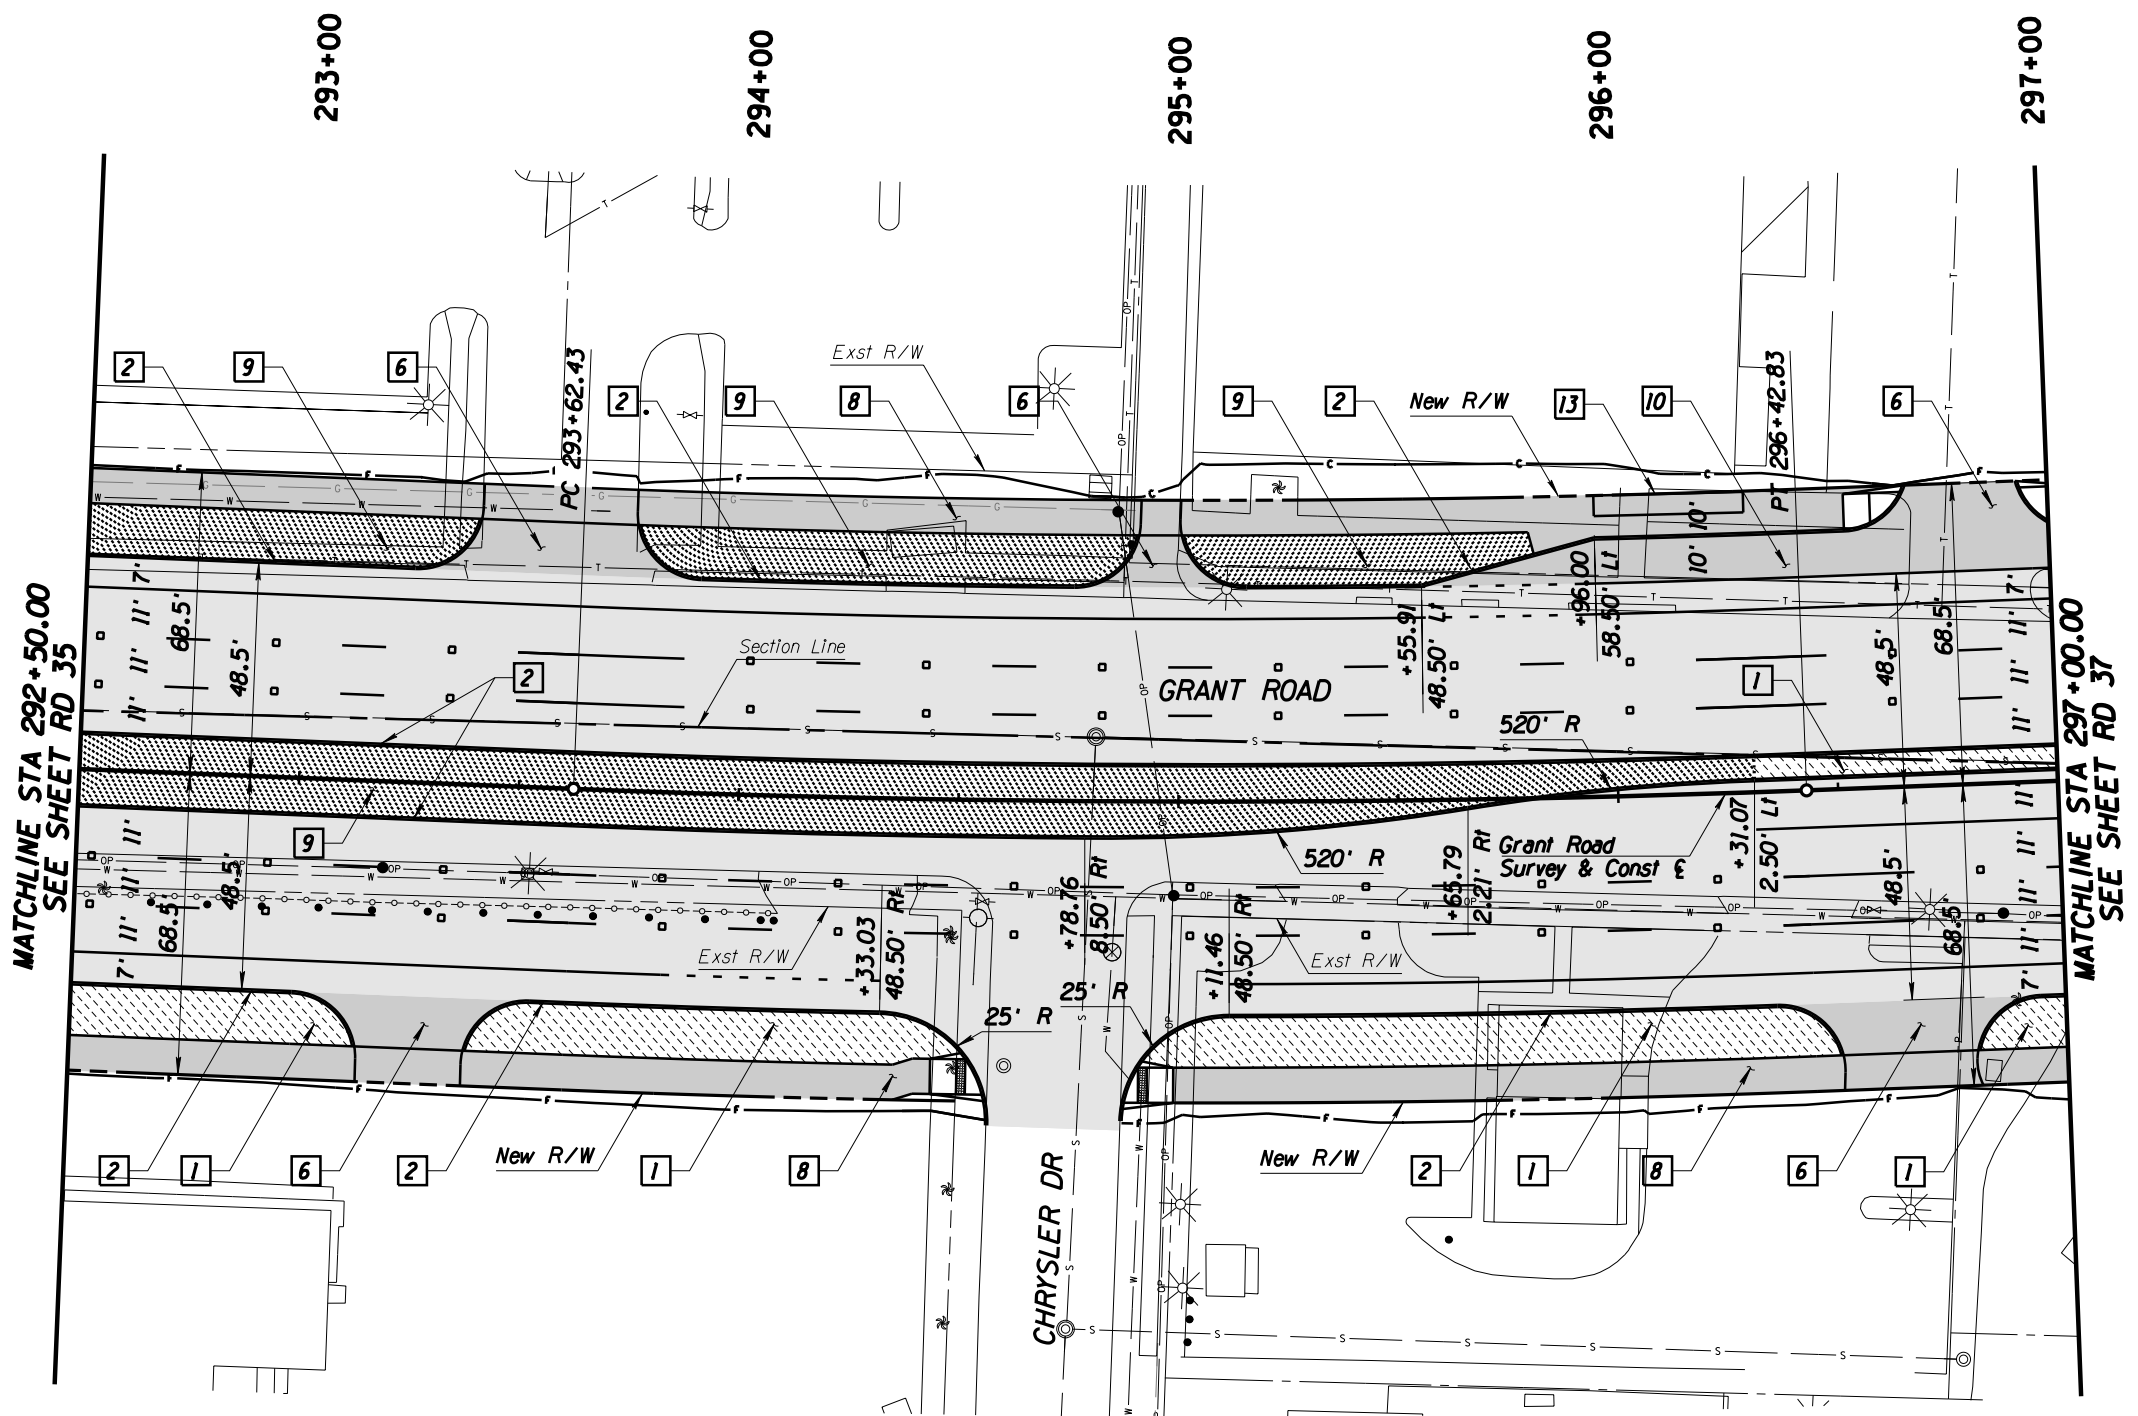 293+00
294+00
295+00
296+00
297+00
2
9
6
PC 293+62.43
2
9
8
Exst R/W
6
9
2
New R/W
13
10
PT 296+42.83
6
MATCHLINE STA 292+50.00
SEE SHEET RD 35
7'
11'
11'
11'
68.5'
48.5'
Section Line
2
GRANT ROAD
+55.91
48.50' Lt
+96.00
58.50' Lt
10'
10'
520' R
1
48.5'
68.5'
7'
11'
11'
11'
MATCHLINE STA 297+00.00
SEE SHEET RD 37
9
11'
11'
11'
7'
48.5'
68.5'
Exst R/W
+33.03
48.50' Rt
25' R
+78.76
8.50' Rt
25' R
+11.46
48.50' Rt
520' R
Exst R/W
+65.79
2.21' Rt
Grant Road
Survey & Const ℄
+31.07
2.50' Lt
48.5'
68.5'
11'
11'
11'
7'
2
1
6
2
New R/W
1
8
CHRYSLER DR
New R/W
2
1
8
6
1